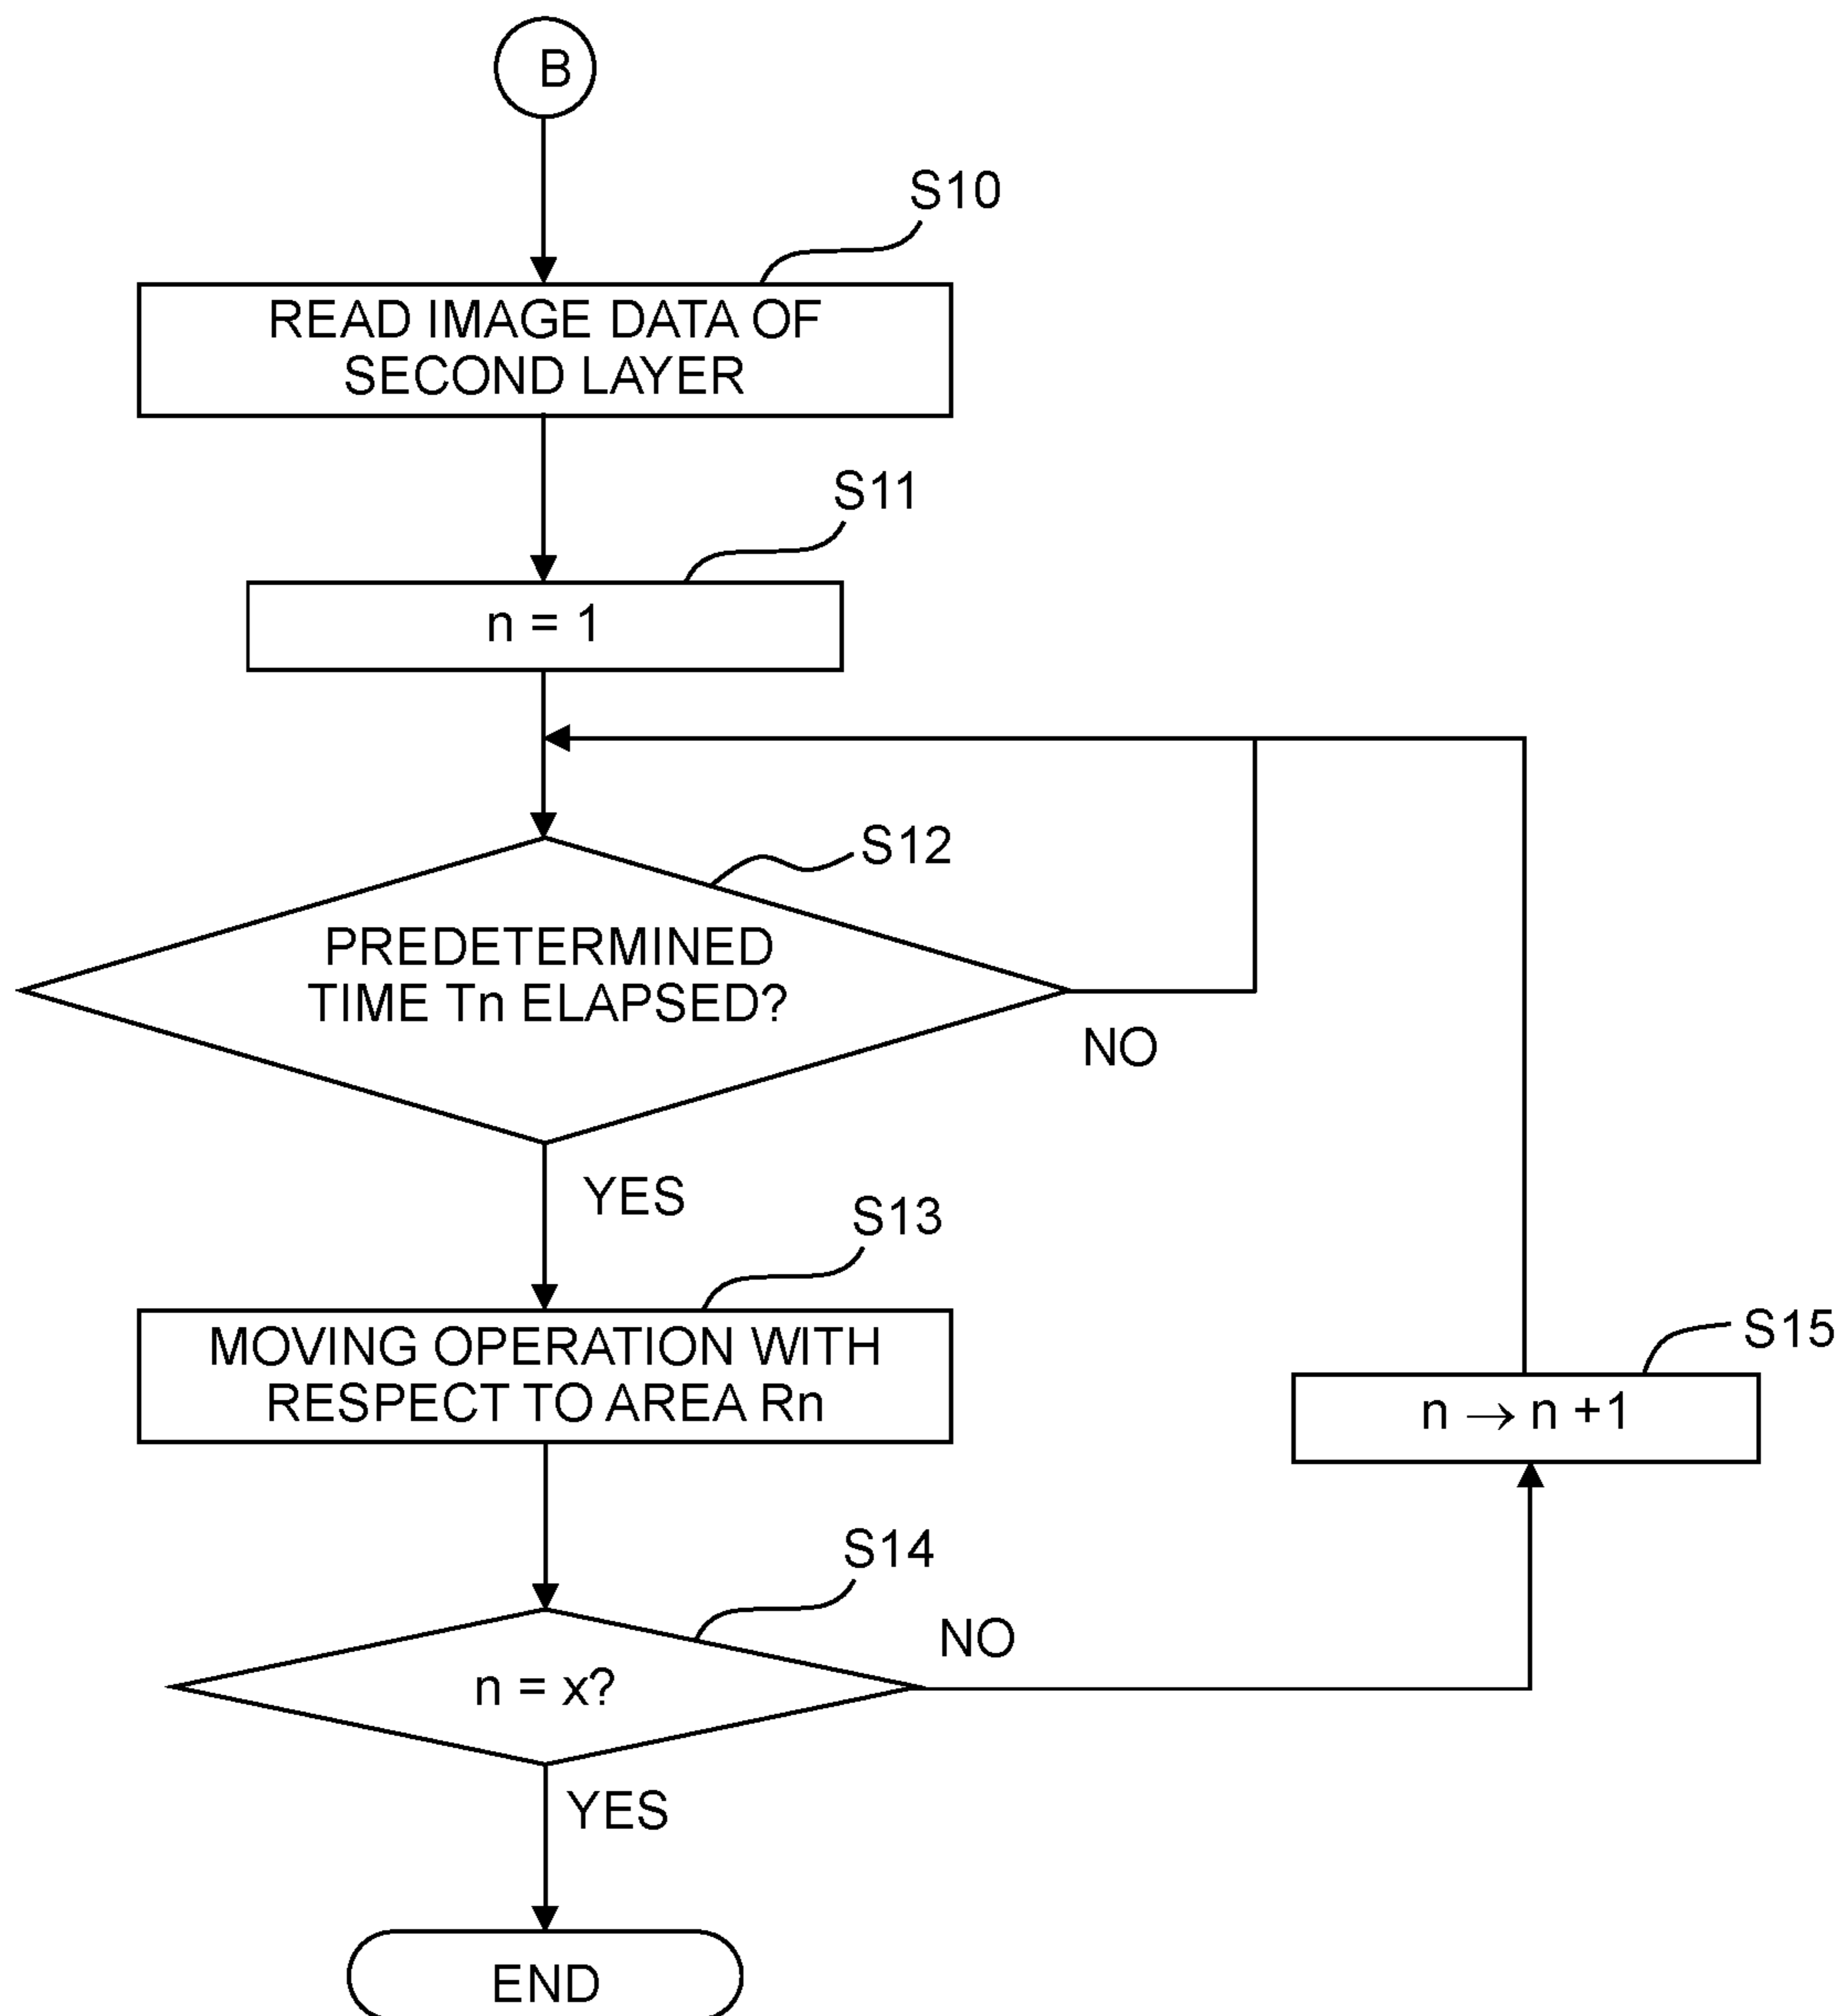 B
S10
READ IMAGE DATA OF
SECOND LAYER
S11
n = 1
S12
PREDETERMINED
TIME Tn ELAPSED?
NO
YES
S13
MOVING OPERATION WITH
RESPECT TO AREA Rn
S15
n → n +1
S14
NO
n = x?
YES
END